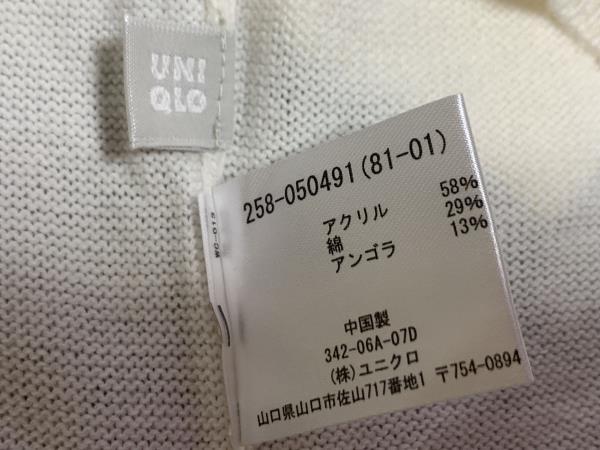 UNI
QLO
258-050491(81-01)
アクリル 58%
綿 29%
アンゴラ 13%
中国製
342-06A-07D
(株)ユニクロ
山口県山口市佐山717番地1 〒754-0894